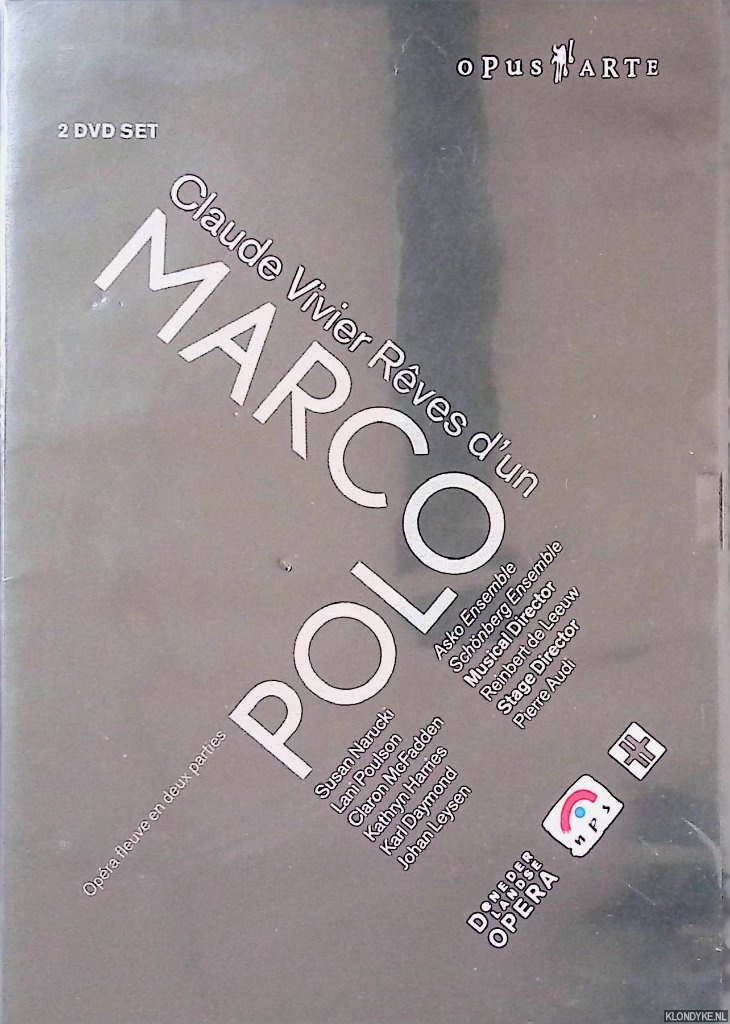 OPUS ARTE
2 DVD SET
Claude Vivier Rêves d'un
MARCO
POLO
Asko Ensemble
Schönberg Ensemble
Musical Director
Reinbert de Leeuw
Stage Director
Pierre Audi
Susan Narucki
Lani Poulson
Claron McFadden
Kathryn Harries
Karl Daymond
Johan Leysen
Opéra fleuve en deux parties
nps
DE NEDER
LANDSE
OPERA
KLONDYKE.NL